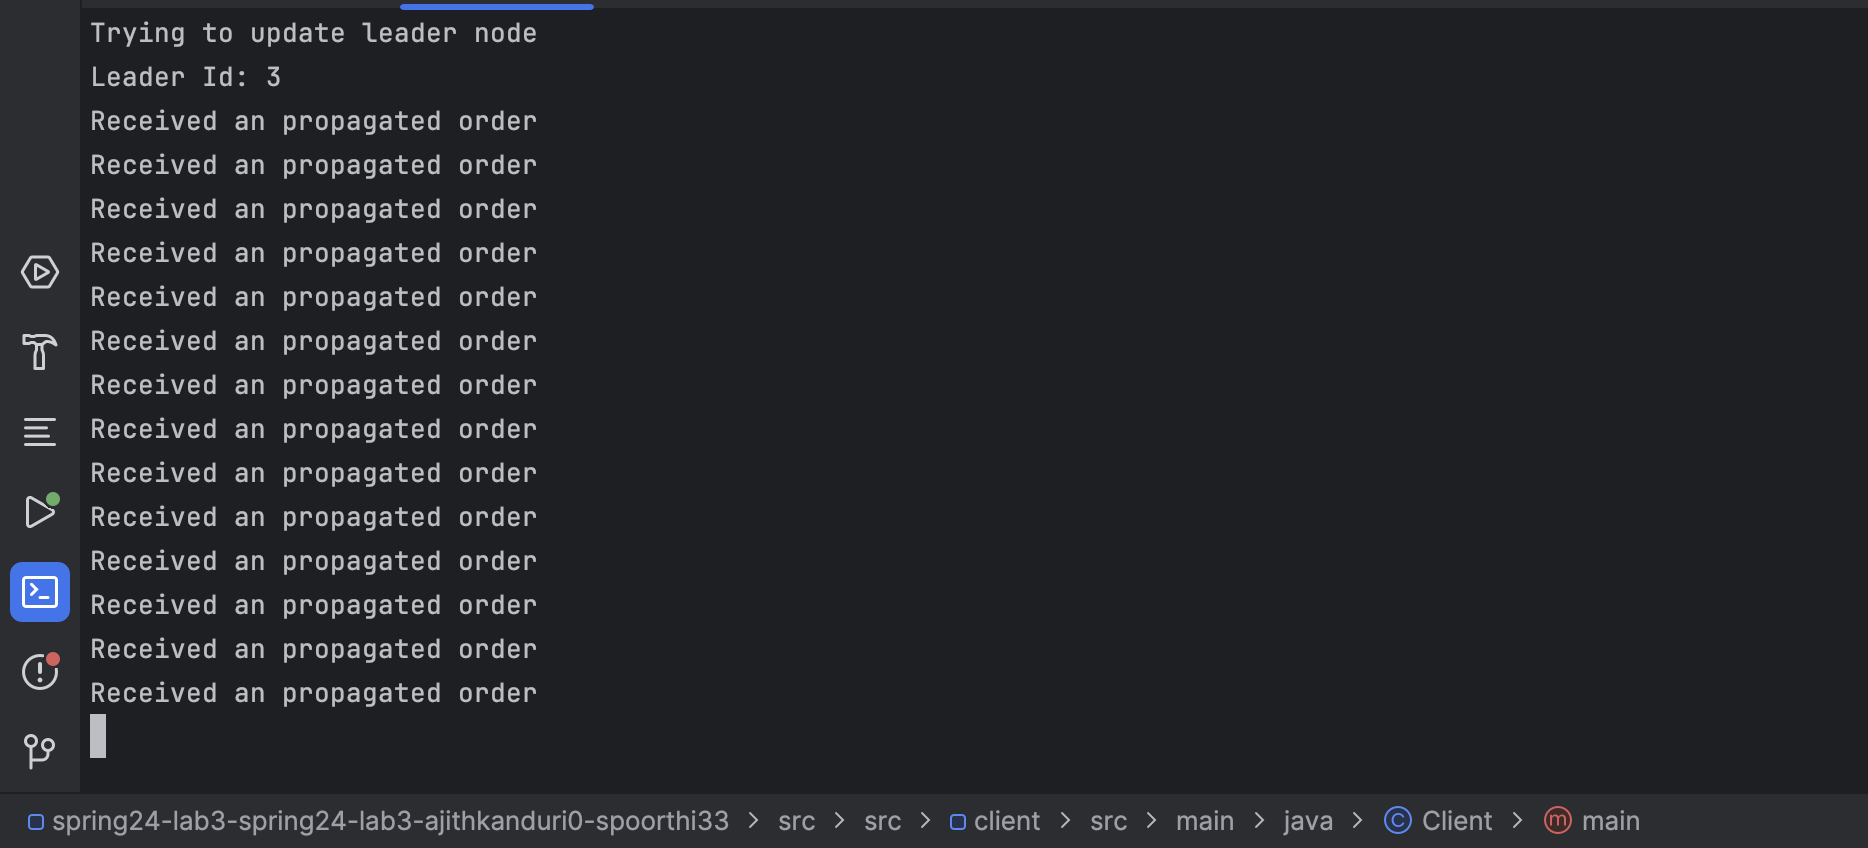 Trying to update leader node
Leader Id: 3
Received an propagated order
Received an propagated order
Received an propagated order
Received an propagated order
Received an propagated order
Received an propagated order
Received an propagated order
Received an propagated order
Received an propagated order
Received an propagated order
Received an propagated order
Received an propagated order
Received an propagated order
Received an propagated order
spring24-lab3-spring24-lab3-ajithkanduri0-spoorthi33 > src > src > client > src > main > java > C Client > m main